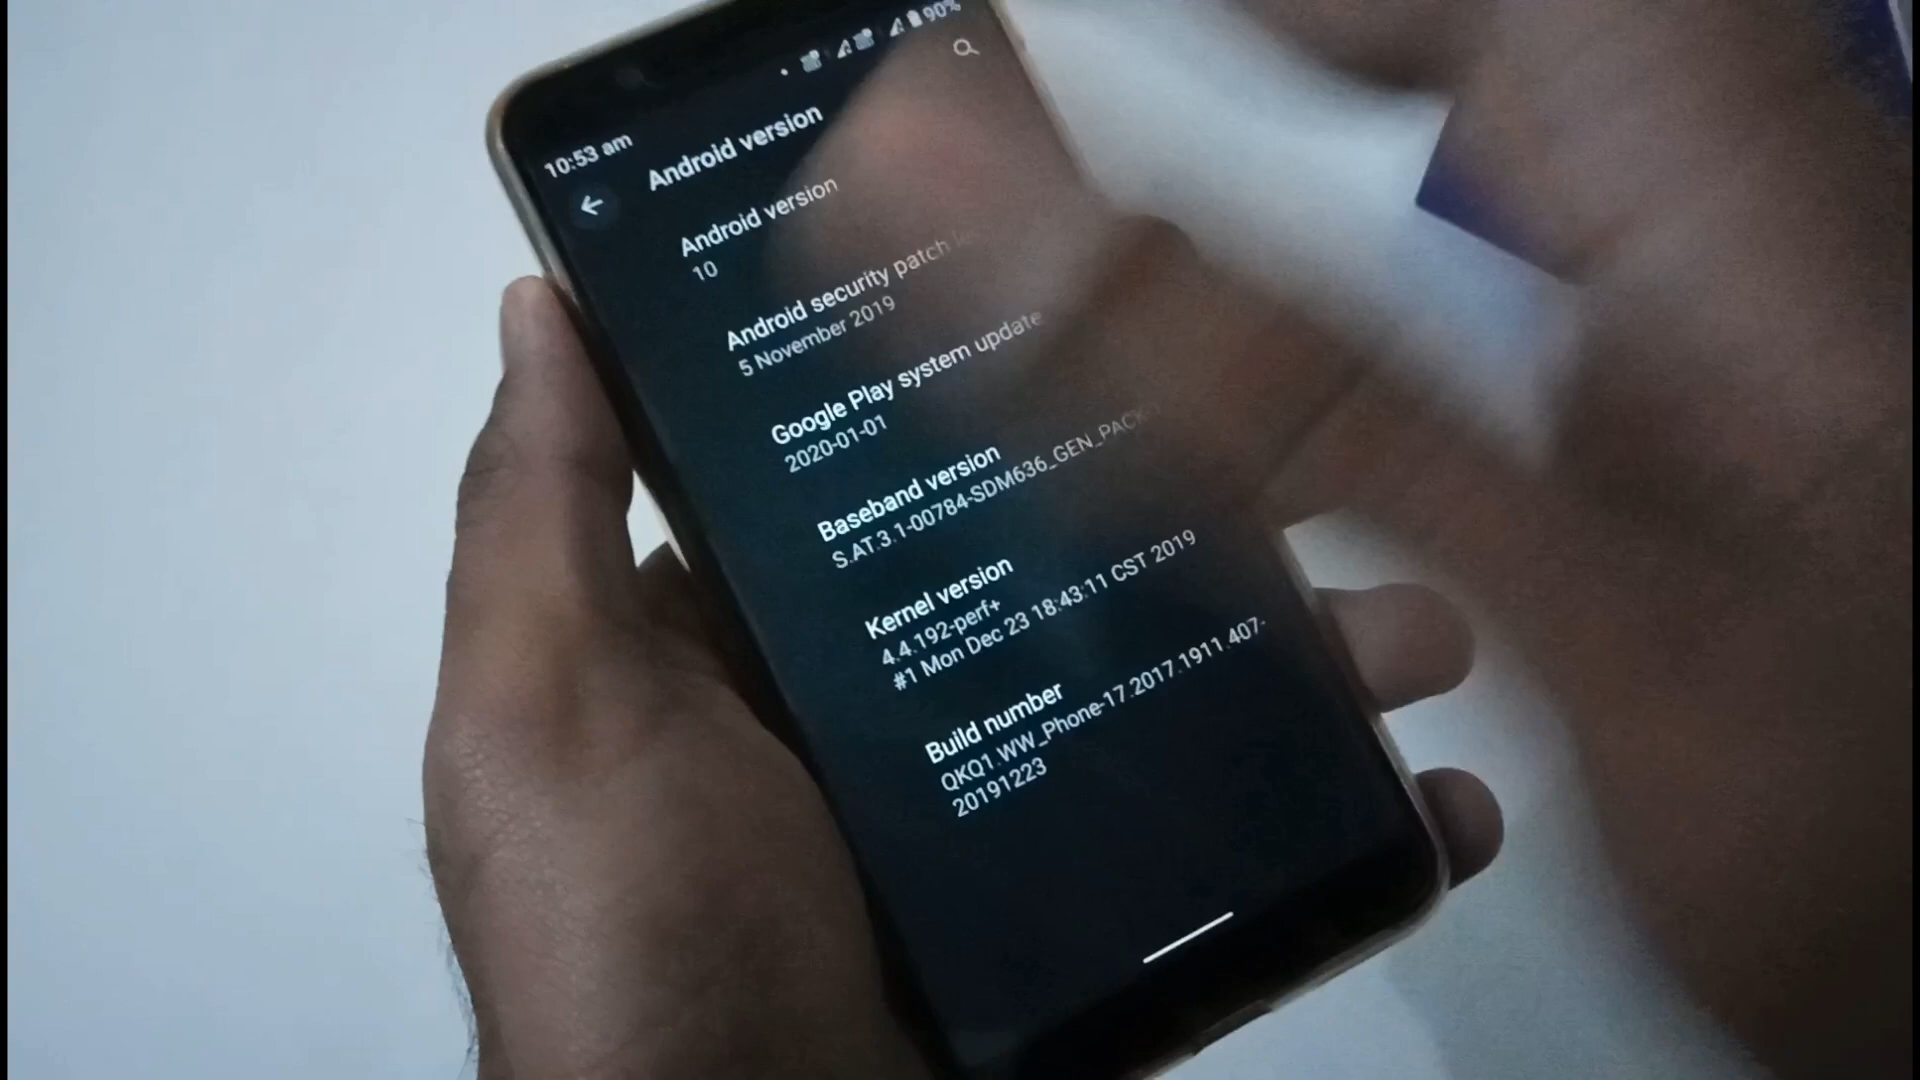 90%
10:53 am
Android version
Android version
10
Android security patch
5 November 2019
Google Play system update
2020-01-01
Baseband version
S.AT.3.1-00784-SDM636_GEN_PACK
Kernel version
4.4.192-perf+
#1 Mon Dec 23 18:43:11 CST 2019
Build number
QKQ1.WW_Phone-17.2017.1911.407-
20191223